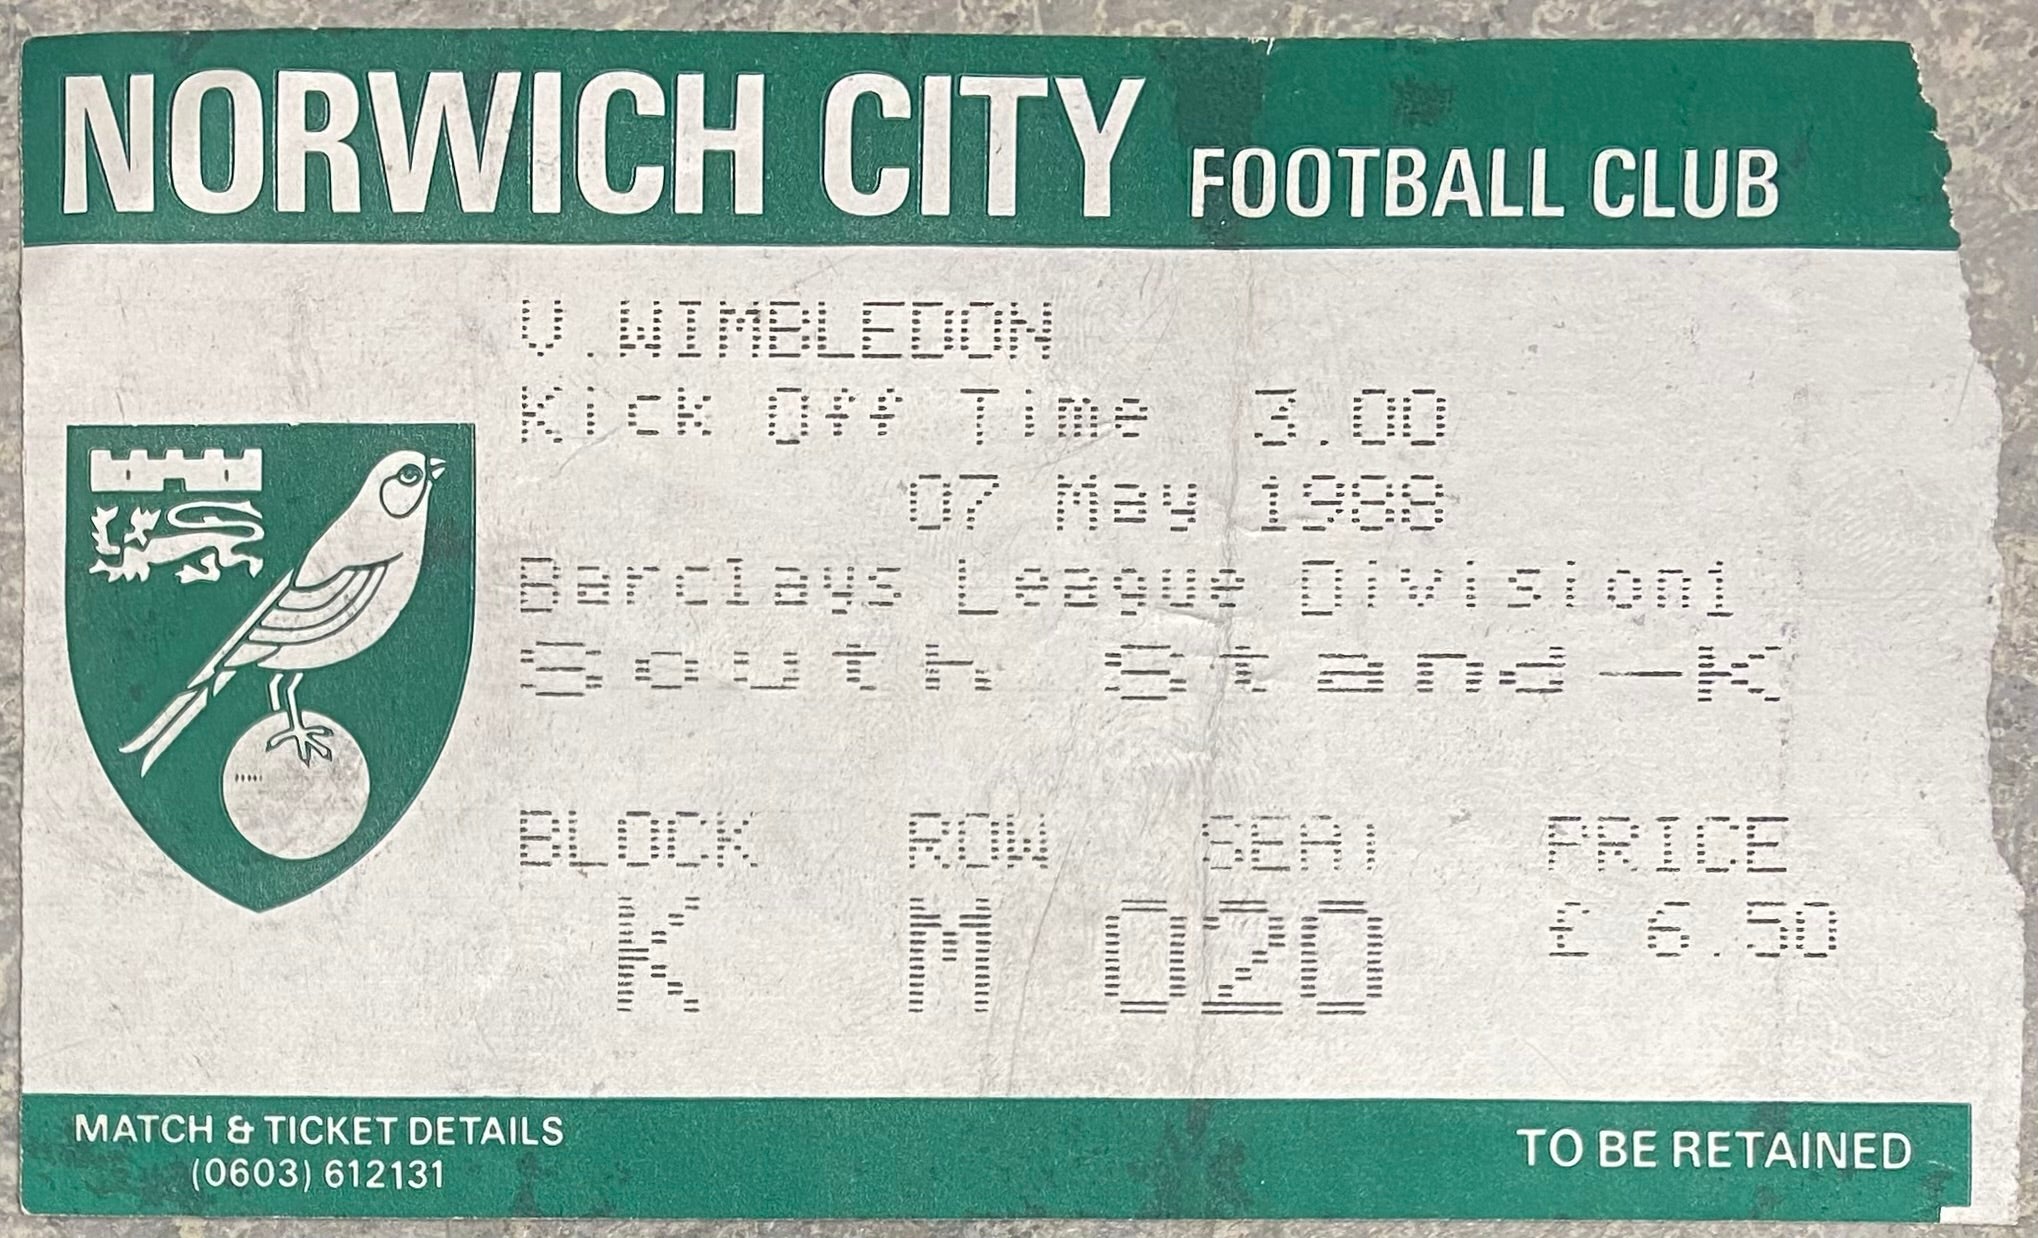 NORWICH CITY FOOTBALL CLUB
V.WIMBLEDON
Kick Off Time 3.00
07 May 1988
Barclays League Division1
South Stand-K
BLOCK ROW SEAT PRICE
K M 020 £ 6.50
MATCH & TICKET DETAILS
(0603) 612131
TO BE RETAINED